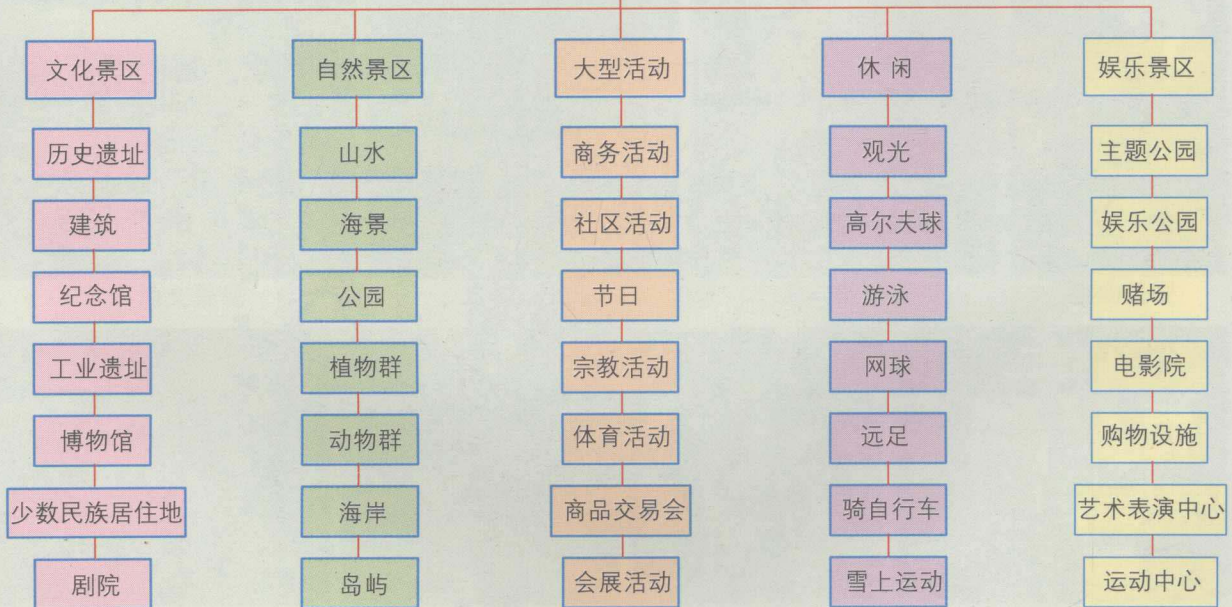 文化景区 自然景区 大型活动 休 闲 娱乐景区
历史遗址 山水 商务活动 观光 主题公园
建筑 海景 社区活动 高尔夫球 娱乐公园
纪念馆 公园 节日 游泳 赌场
工业遗址 植物群 宗教活动 网球 电影院
博物馆 动物群 体育活动 远足 购物设施
少数民族居住地 海岸 商品交易会 骑自行车 艺术表演中心
剧院 岛屿 会展活动 雪上运动 运动中心